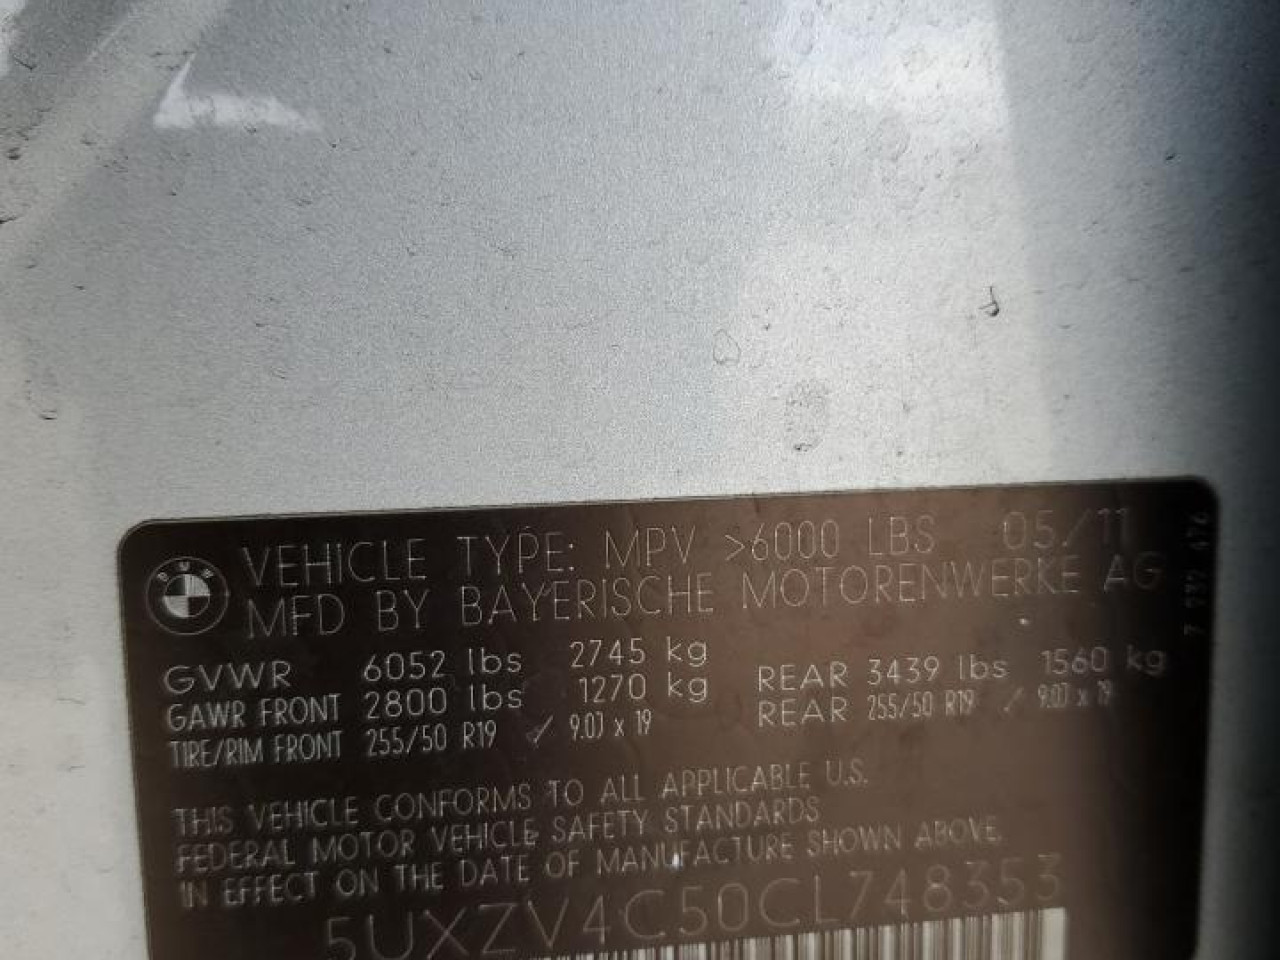 BMW
VEHICLE TYPE: MPV >6000 LBS 05/11
MFD BY BAYERISCHE MOTORENWERKE AG
GVWR 6052 lbs 2745 kg
GAWR FRONT 2800 lbs 1270 kg REAR 3439 lbs 1560 kg
TIRE/RIM FRONT 255/50 R19 / 9.0J x 19 REAR 255/50 R19 / 9.0J x 19
THIS VEHICLE CONFORMS TO ALL APPLICABLE U.S.
FEDERAL MOTOR VEHICLE SAFETY STANDARDS
IN EFFECT ON THE DATE OF MANUFACTURE SHOWN ABOVE.
5UXZV4C50CL748353